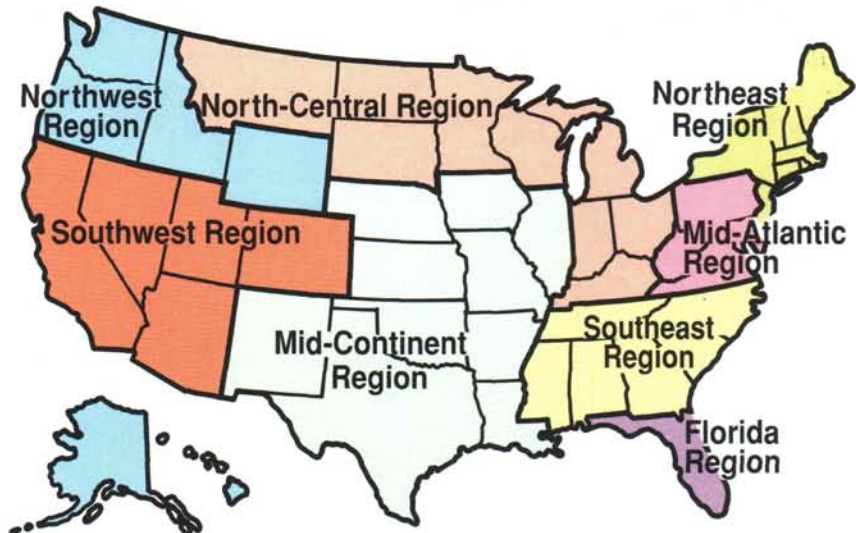 Northwest
Region
North-Central Region
Northeast
Region
Southwest Region
Mid-Atlantic
Region
Mid-Continent
Region
Southeast
Region
Florida
Region